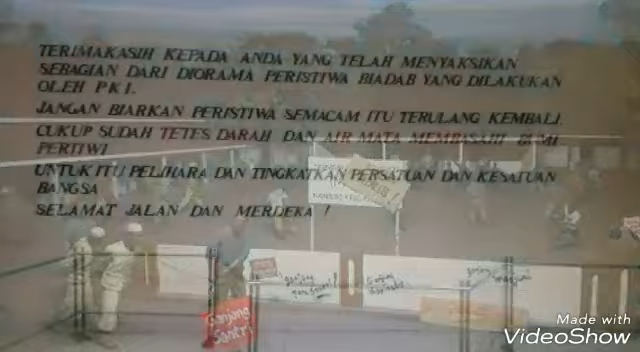 TERIMAKASIH KEPADA ANDA YANG TELAH MENYAKSIKAN
SEBAGIAN DARI DIORAMA PERISTIWA BIADAB YANG DILAKUKAN
OLEH PKI.
JANGAN BIARKAN PERISTIWA SEMACAM ITU TERULANG KEMBALI.
CUKUP SUDAH TETES DARAH DAN AIR MATA MEMBASAHI BUMI
PERTIWI
UNTUK ITU PELIHARA DAN TINGKATKAN PERSATUAN DAN KESATUAN
BANGSA
SELAMAT JALAN DAN MERDEKA !
Ganjang
Santri
Made with
VideoShow